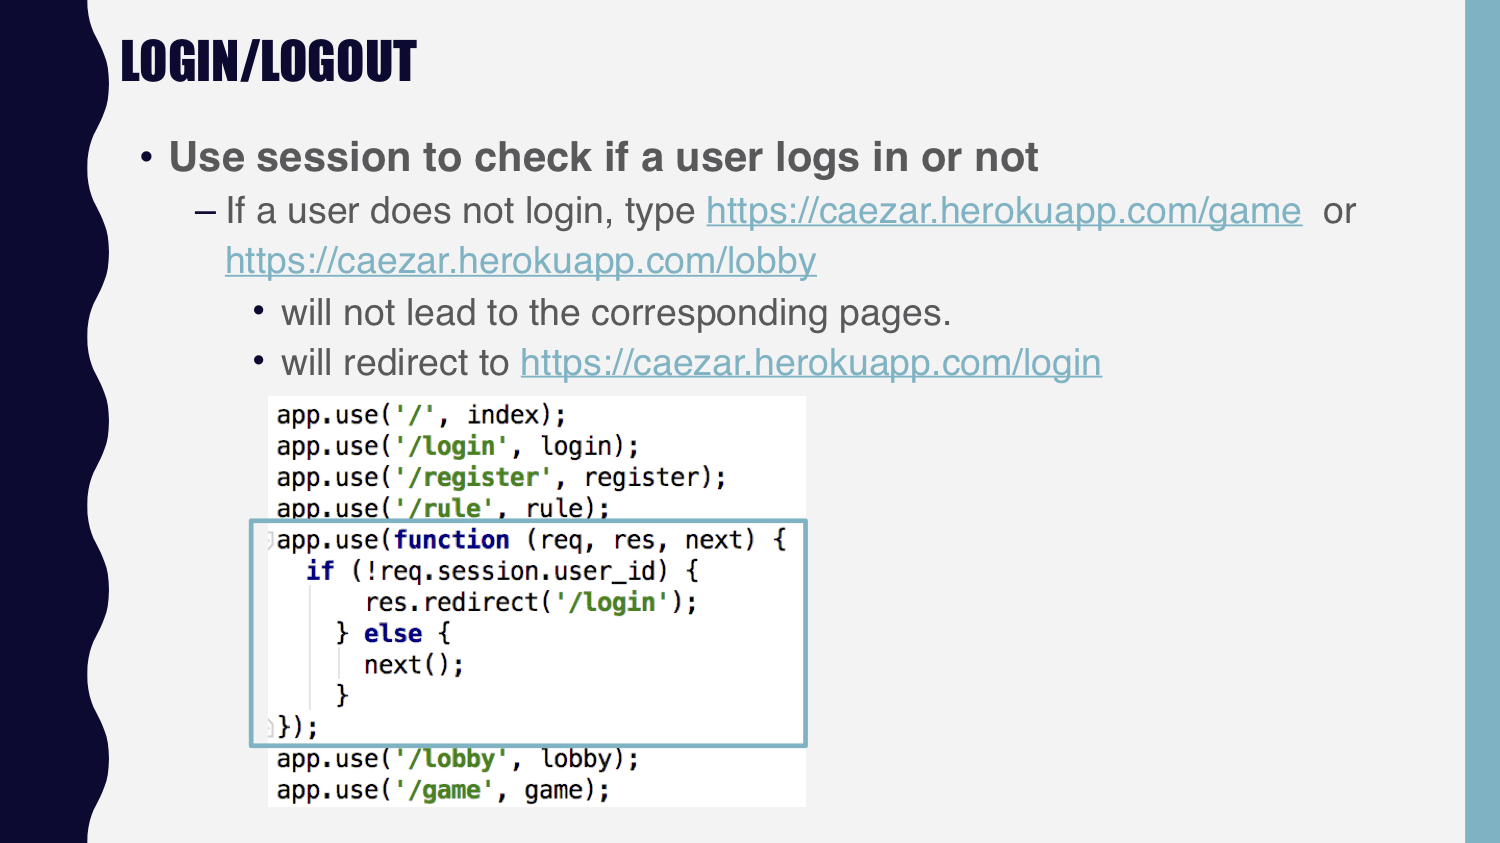 LOGIN/LOGOUT
• Use session to check if a user logs in or not
– If a user does not login, type https://caezar.herokuapp.com/game or
https://caezar.herokuapp.com/lobby
• will not lead to the corresponding pages.
• will redirect to https://caezar.herokuapp.com/login
app.use('/', index);
app.use('/login', login);
app.use('/register', register);
app.use('/rule', rule);
app.use(function (req, res, next) {
  if (!req.session.user_id) {
      res.redirect('/login');
    } else {
      next();
    }
});
app.use('/lobby', lobby);
app.use('/game', game);